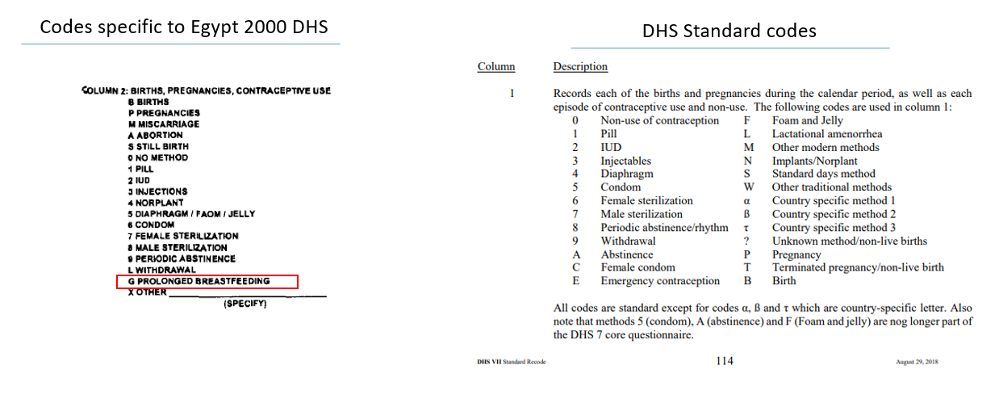 Codes specific to Egypt 2000 DHS
COLUMN 2: BIRTHS, PREGNANCIES, CONTRACEPTIVE USE
B BIRTHS
P PREGNANCIES
M MISCARRIAGE
A ABORTION
S STILL BIRTH
0 NO METHOD
1 PILL
2 IUD
3 INJECTIONS
4 NORPLANT
5 DIAPHRAGM / FAOM / JELLY
6 CONDOM
7 FEMALE STERILIZATION
8 MALE STERILIZATION
9 PERIODIC ABSTINENCE
L WITHDRAWAL
G PROLONGED BREASTFEEDING
X OTHER
(SPECIFY)
DHS Standard codes
Column Description
1 Records each of the births and pregnancies during the calendar period, as well as each
episode of contraceptive use and non-use. The following codes are used in column 1:
0 Non-use of contraception F Foam and Jelly
1 Pill L Lactational amenorrhea
2 IUD M Other modern methods
3 Injectables N Implants/Norplant
4 Diaphragm S Standard days method
5 Condom W Other traditional methods
6 Female sterilization α Country specific method 1
7 Male sterilization ß Country specific method 2
8 Periodic abstinence/rhythm τ Country specific method 3
9 Withdrawal ? Unknown method/non-live births
A Abstinence P Pregnancy
C Female condom T Terminated pregnancy/non-live birth
E Emergency contraception B Birth
All codes are standard except for codes α, ß and τ which are country-specific letter. Also
note that methods 5 (condom), A (abstinence) and F (Foam and jelly) are nog longer part of
the DHS 7 core questionnaire.
DHS VII Standard Recode 114 August 29, 2018